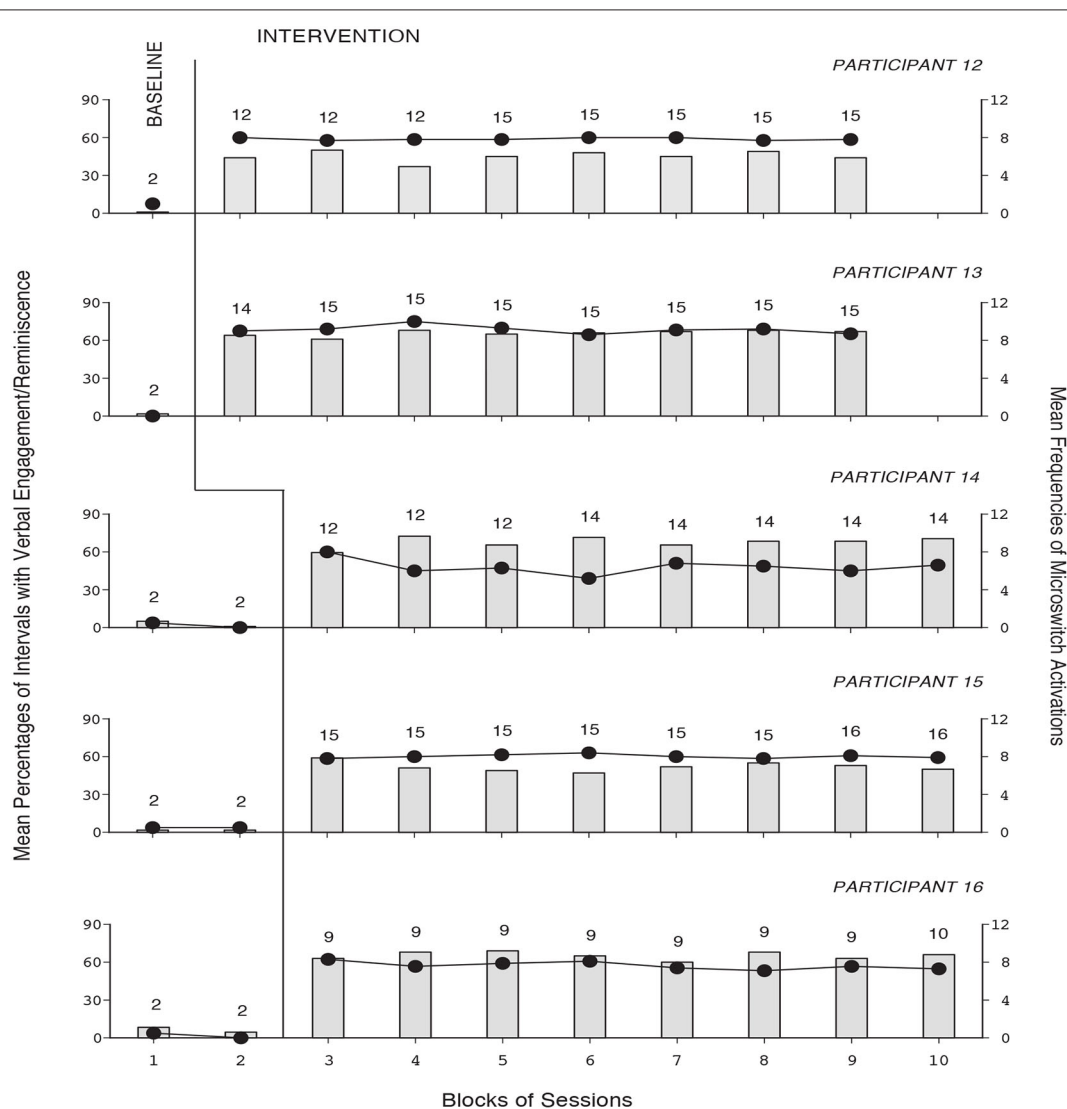 INTERVENTION
BASELINE
Mean Percentages of Intervals with Verbal Engagement/Reminiscence
Mean Frequencies of Microswitch Activations
PARTICIPANT 12
90 12
60 8
30 4
0 0
2 12 12 12 15 15 15 15 15
PARTICIPANT 13
90 12
60 8
30 4
0 0
2 14 15 15 15 15 15 15 15
PARTICIPANT 14
90 12
60 8
30 4
0 0
2 2 12 12 12 14 14 14 14 14
PARTICIPANT 15
90 12
60 8
30 4
0 0
2 2 15 15 15 15 15 15 16 16
PARTICIPANT 16
90 12
60 8
30 4
0 0
2 2 9 9 9 9 9 9 9 10
1 2 3 4 5 6 7 8 9 10
Blocks of Sessions